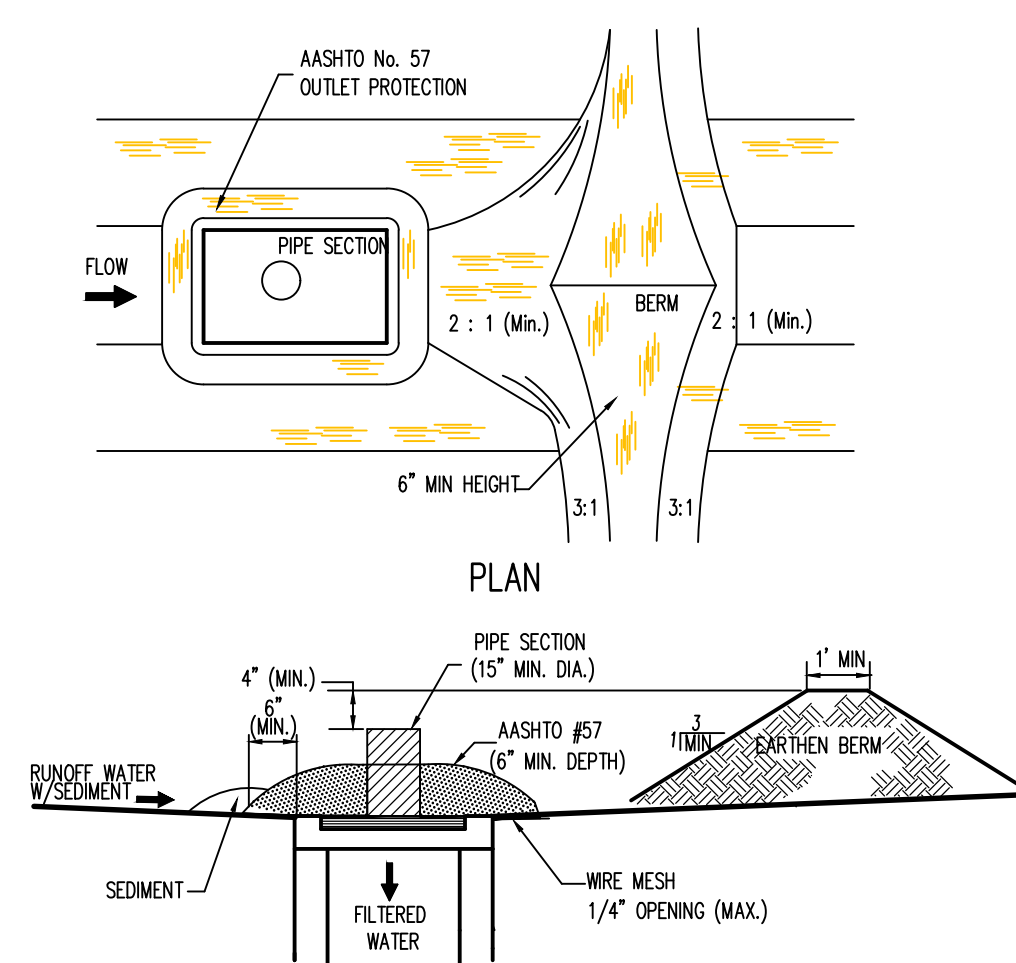 AASHTO No. 57
OUTLET PROTECTION
PIPE SECTION
FLOW
BERM
2 : 1 (Min.)
2 : 1 (Min.)
6” MIN HEIGHT
3:1
3:1
PLAN
PIPE SECTION
(15” MIN. DIA.)
1' MIN
4” (MIN.)
6”
(MIN.)
AASHTO #57
(6” MIN. DEPTH)
3
1 MIN
EARTHEN BERM
RUNOFF WATER
W/SEDIMENT
SEDIMENT
WIRE MESH
1/4” OPENING (MAX.)
FILTERED
WATER